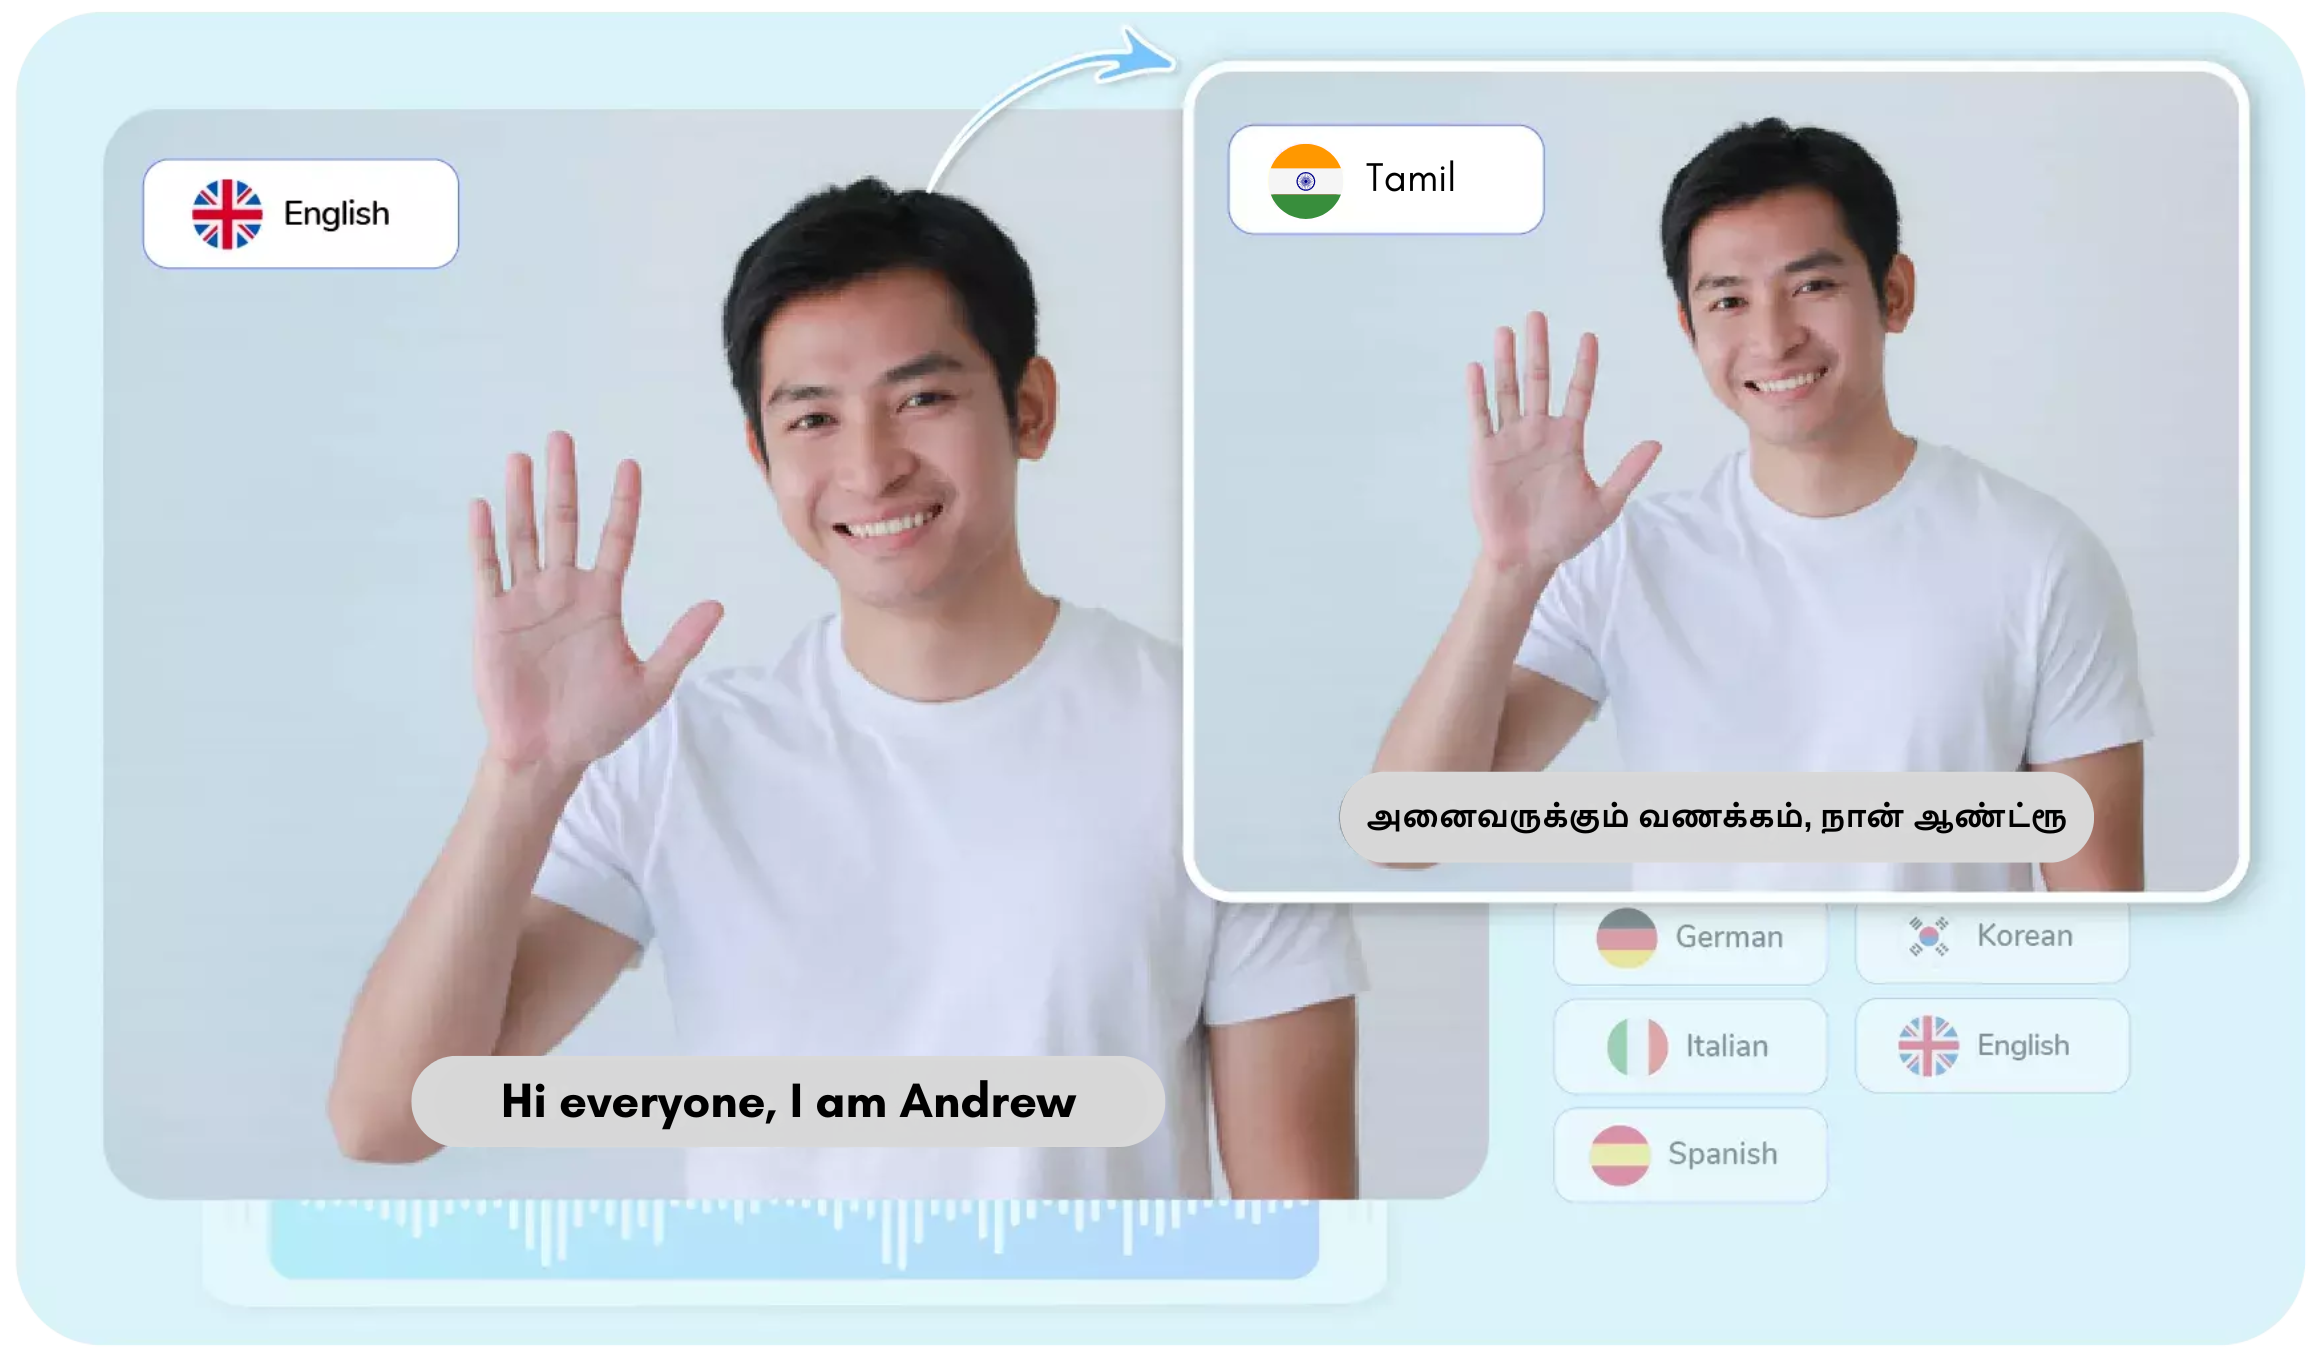 English
Hi everyone, I am Andrew
Tamil
அனைவருக்கும் வணக்கம், நான் ஆண்ட்ரூ
German
Korean
Italian
English
Spanish